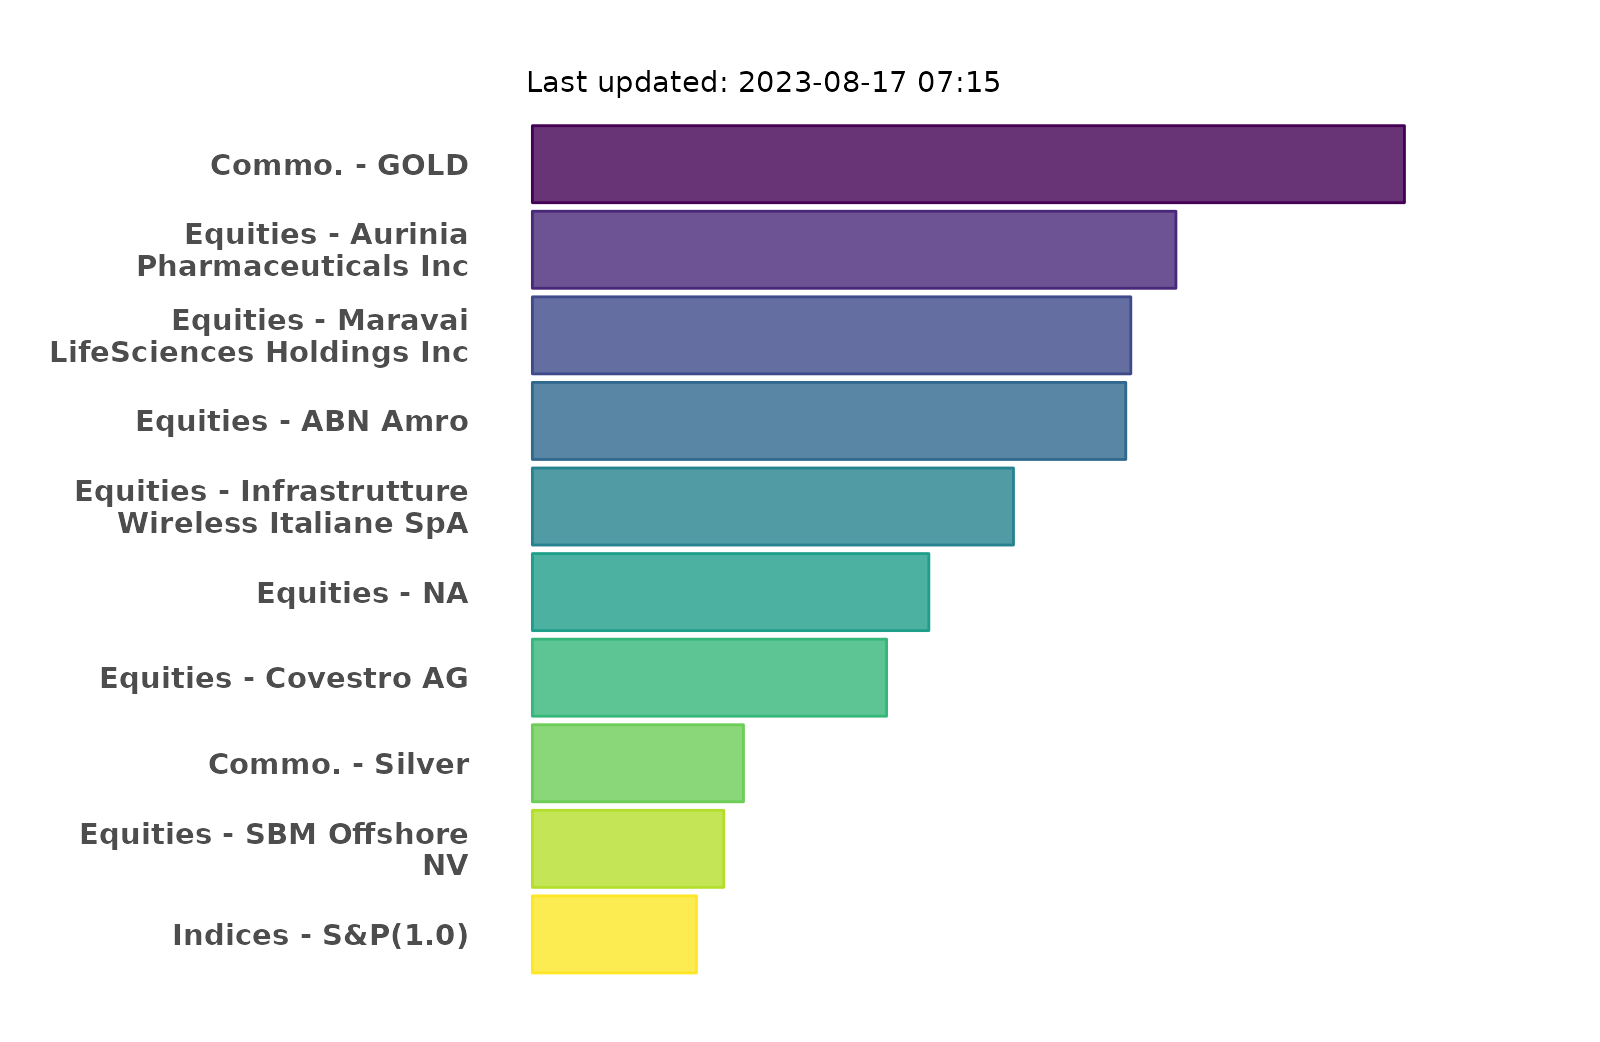 Last updated: 2023-08-17 07:15
Commo. - GOLD
Equities - Aurinia
Pharmaceuticals Inc
Equities - Maravai
LifeSciences Holdings Inc
Equities - ABN Amro
Equities - Infrastrutture
Wireless Italiane SpA
Equities - NA
Equities - Covestro AG
Commo. - Silver
Equities - SBM Offshore
NV
Indices - S&P(1.0)